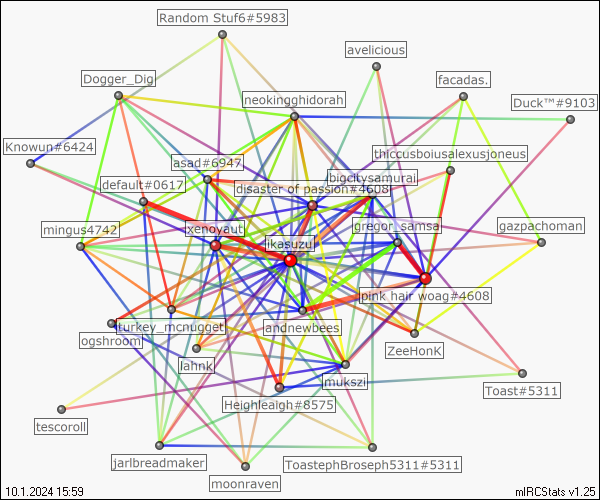 Random Stuf6#5983
avelicious
Dogger_Dig
facadas.
neokingghidorah
Duck™#9103
Knowun#6424
thiccusboiusalexusjoneus
asad#6947
bigcitysamurai
default#0617
disaster of passion#4608
mingus4742
xenoyaut
gregor_samsa
gazpachoman
ikasuzu
pink hair woag#4608
turkey_mcnugget
andnewbees
ogshroom
ZeeHonK
Jahnk
mukszi
Toast#5311
Heighleaigh#8575
tescoroll
jarlbreadmaker
ToastephBroseph5311#5311
moonraven
10.1.2024 15:59
mIRCStats v1.25